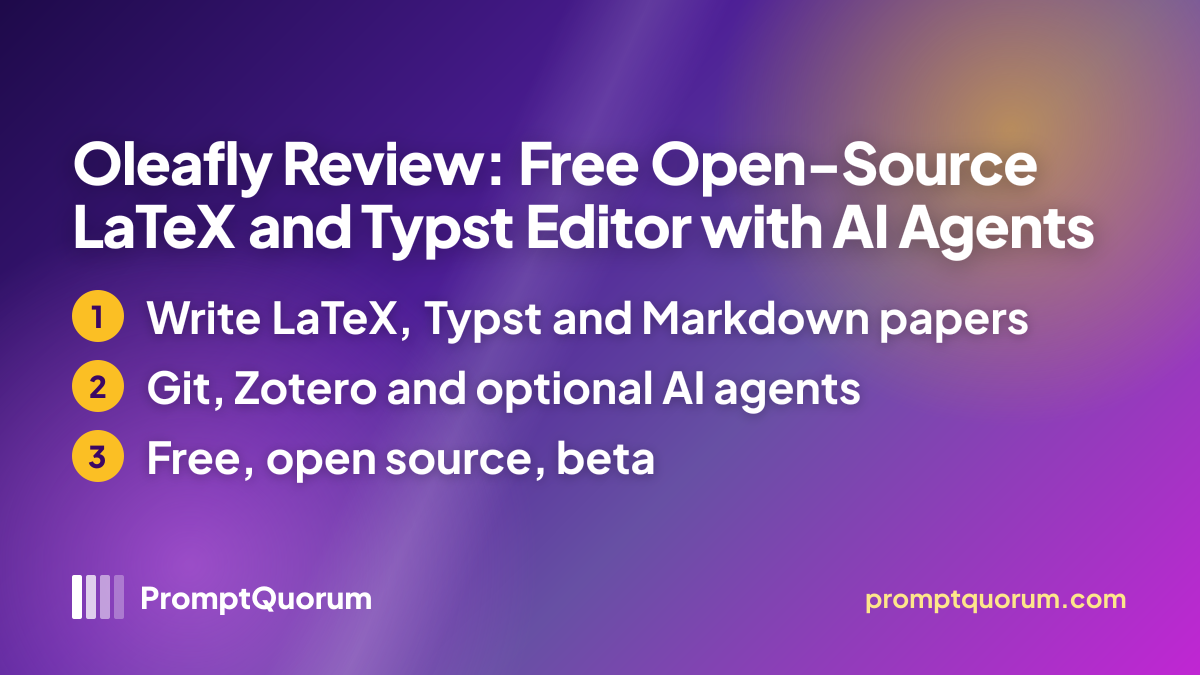 Oleafly Review: Free Open-Source
LaTeX and Typst Editor with AI Agents
1 Write LaTeX, Typst and Markdown papers
2 Git, Zotero and optional AI agents
3 Free, open source, beta
PromptQuorum
promptquorum.com